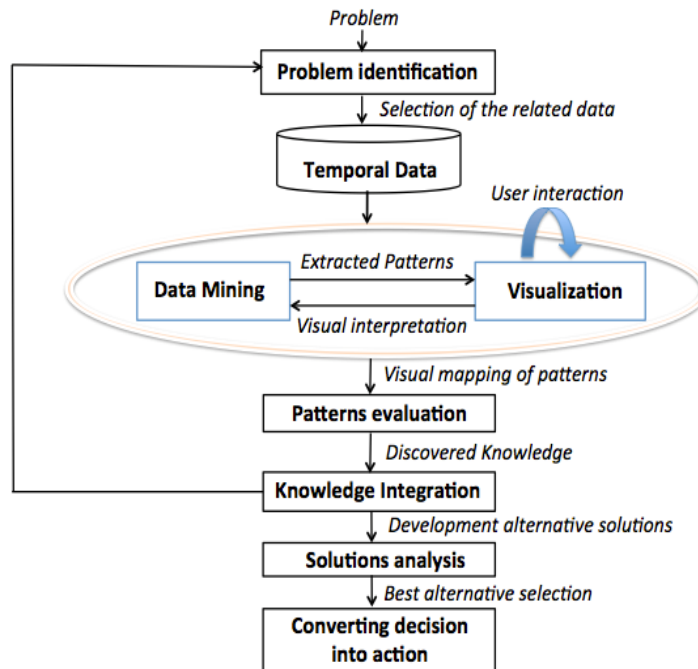 Problem
Problem identification
Selection of the related data
Temporal Data
User interaction
Extracted Patterns
Data Mining
Visualization
Visual interpretation
Visual mapping of patterns
Patterns evaluation
Discovered Knowledge
Knowledge Integration
Development alternative solutions
Solutions analysis
Best alternative selection
Converting decision
into action